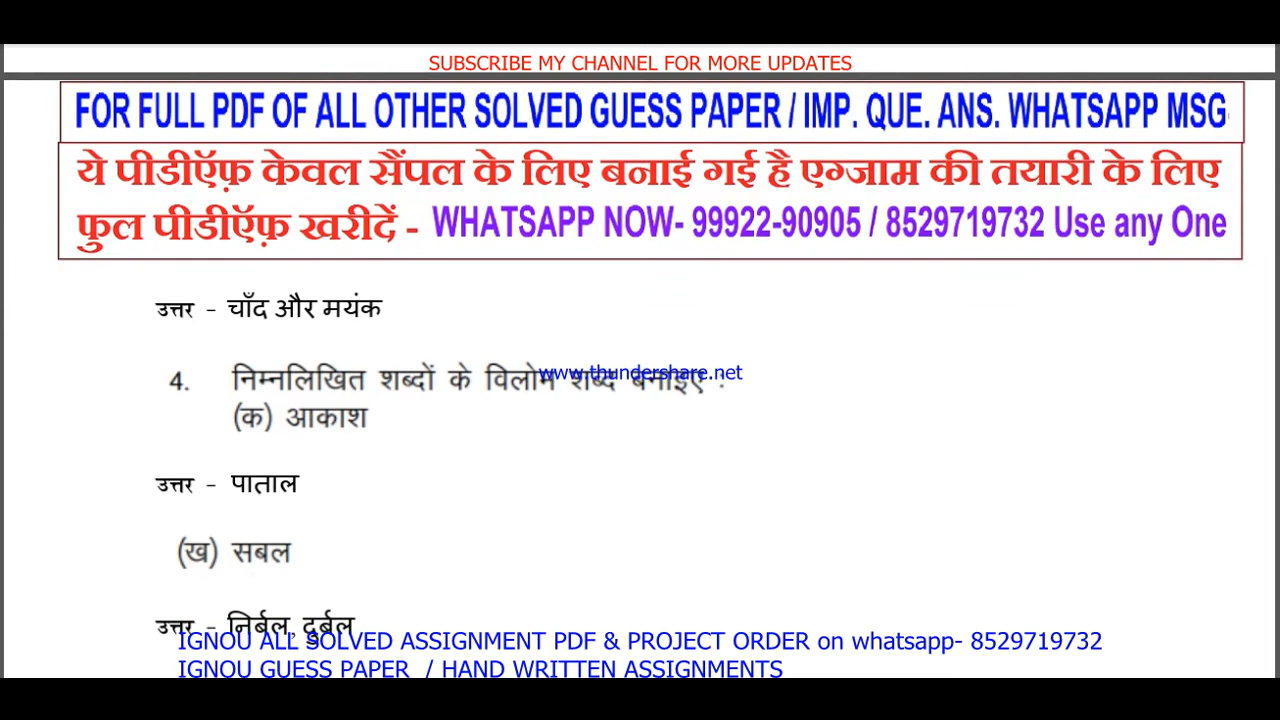 SUBSCRIBE MY CHANNEL FOR MORE UPDATES
FOR FULL PDF OF ALL OTHER SOLVED GUESS PAPER / IMP. QUE. ANS. WHATSAPP MSG
ये पीडीऍफ़ केवल सैंपल के लिए बनाई गई है एग्जाम की तयारी के लिए
फुल पीडीऍफ़ खरीदें - WHATSAPP NOW- 99922-90905 / 8529719732 Use any One
उत्तर - चाँद और मयंक
4. निम्नलिखित शब्दों के विलोम शब्द बनाइए :
www.thundershare.net
(क) आकाश
उत्तर - पाताल
(ख) सबल
उत्तर - निर्बल, दुर्बल
IGNOU ALL SOLVED ASSIGNMENT PDF & PROJECT ORDER on whatsapp- 8529719732
IGNOU GUESS PAPER / HAND WRITTEN ASSIGNMENTS